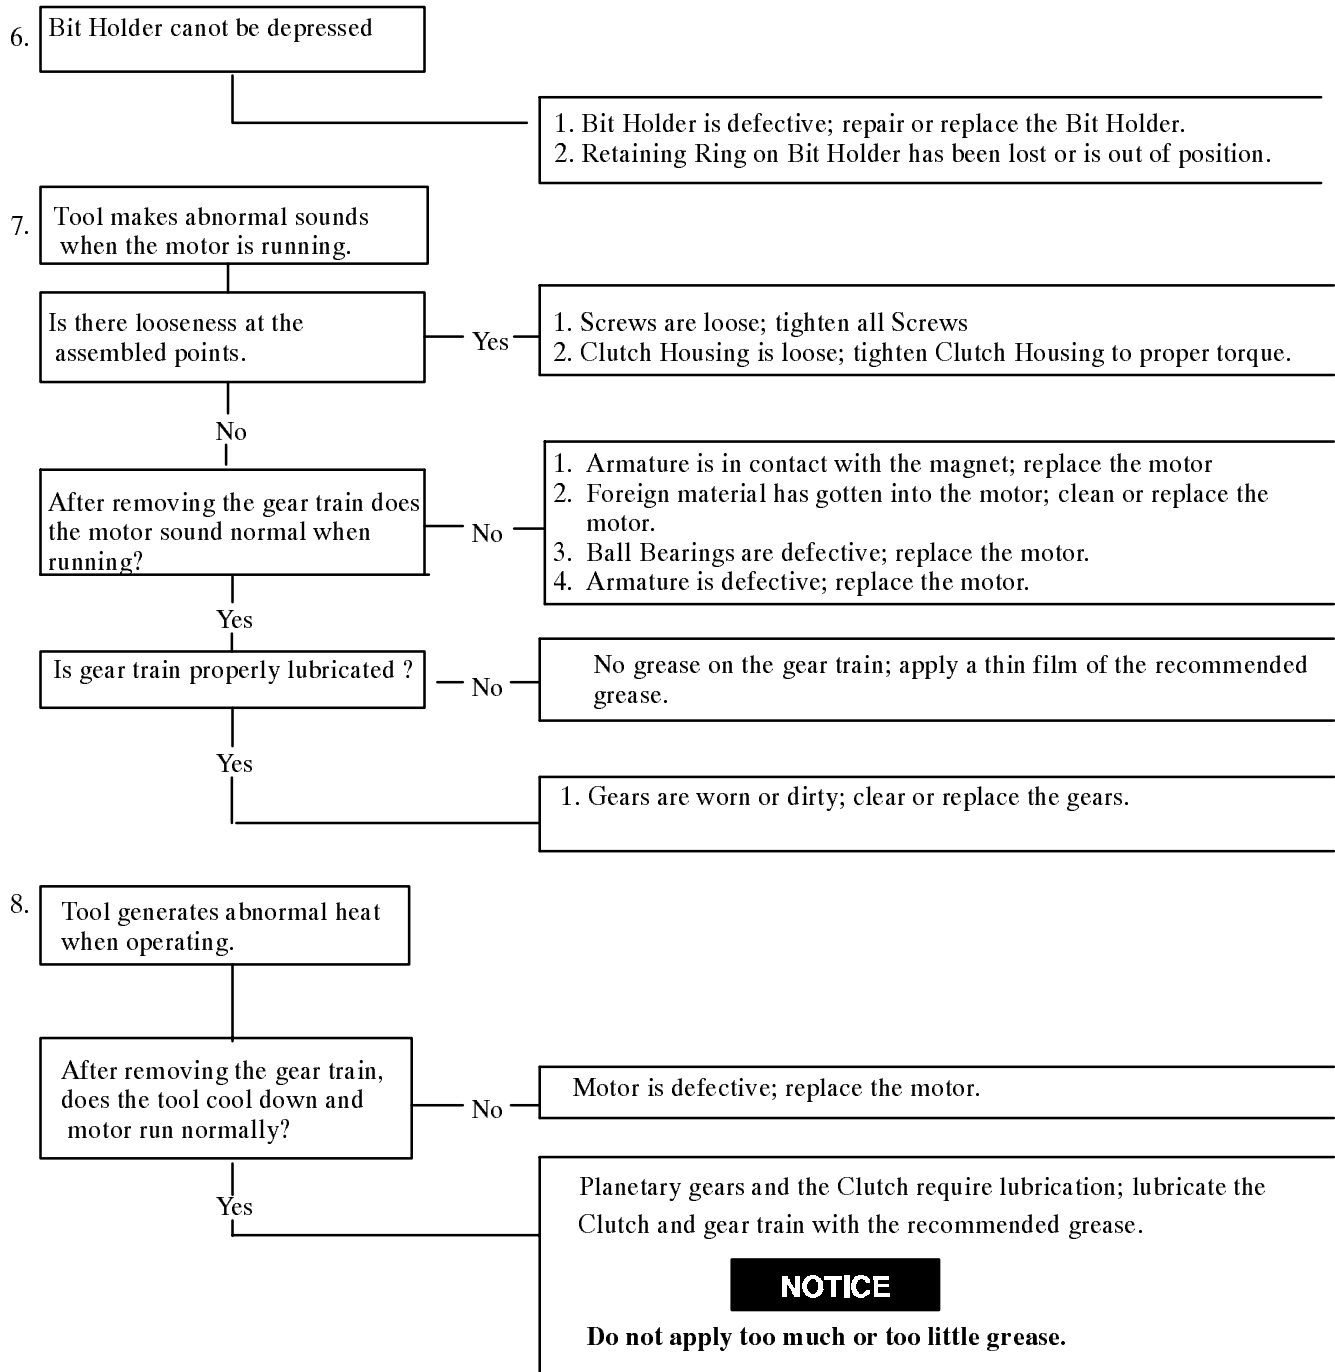 6.
Bit Holder canot be depressed
1. Bit Holder is defective; repair or replace the Bit Holder.
2. Retaining Ring on Bit Holder has been lost or is out of position.
7.
Tool makes abnormal sounds
when the motor is running.
Is there looseness at the
assembled points.
Yes
1. Screws are loose; tighten all Screws
2. Clutch Housing is loose; tighten Clutch Housing to proper torque.
No
After removing the gear train does
the motor sound normal when
running?
No
1. Armature is in contact with the magnet; replace the motor
2. Foreign material has gotten into the motor; clean or replace the
motor.
3. Ball Bearings are defective; replace the motor.
4. Armature is defective; replace the motor.
Yes
Is gear train properly lubricated ?
No
No grease on the gear train; apply a thin film of the recommended
grease.
Yes
1. Gears are worn or dirty; clear or replace the gears.
8.
Tool generates abnormal heat
when operating.
After removing the gear train,
does the tool cool down and
motor run normally?
No
Motor is defective; replace the motor.
Yes
Planetary gears and the Clutch require lubrication; lubricate the
Clutch and gear train with the recommended grease.
NOTICE
Do not apply too much or too little grease.